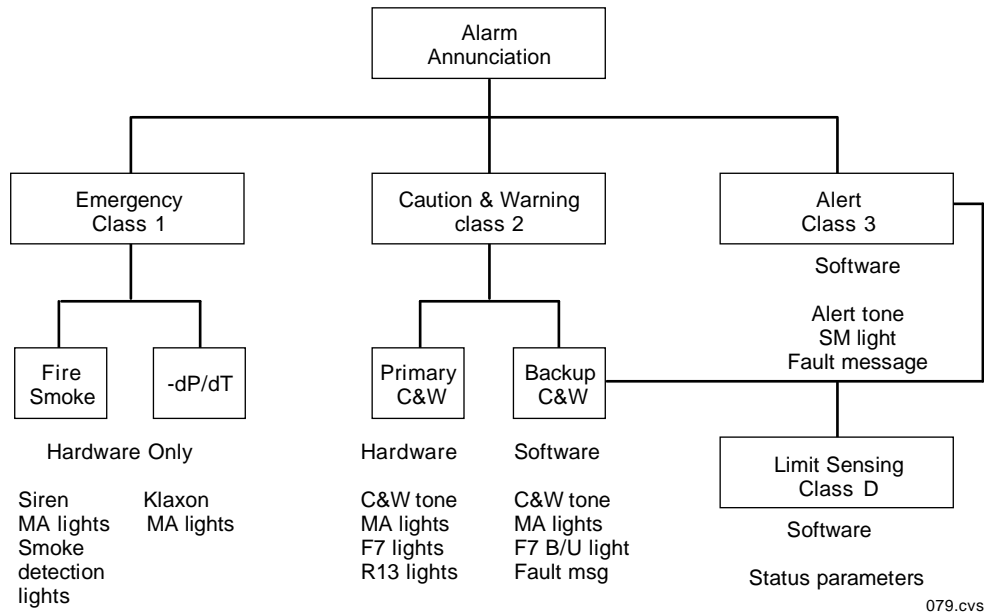 Alarm
Annunciation
Emergency
Class 1
Caution & Warning
class 2
Alert
Class 3
Software
Alert tone
SM light
Fault message
Fire
Smoke
-dP/dT
Primary
C&W
Backup
C&W
Hardware Only
Siren
MA lights
Smoke
detection
lights
Klaxon
MA lights
Hardware
C&W tone
MA lights
F7 lights
R13 lights
Software
C&W tone
MA lights
F7 B/U light
Fault msg
Limit Sensing
Class D
Software
Status parameters
079.cvs